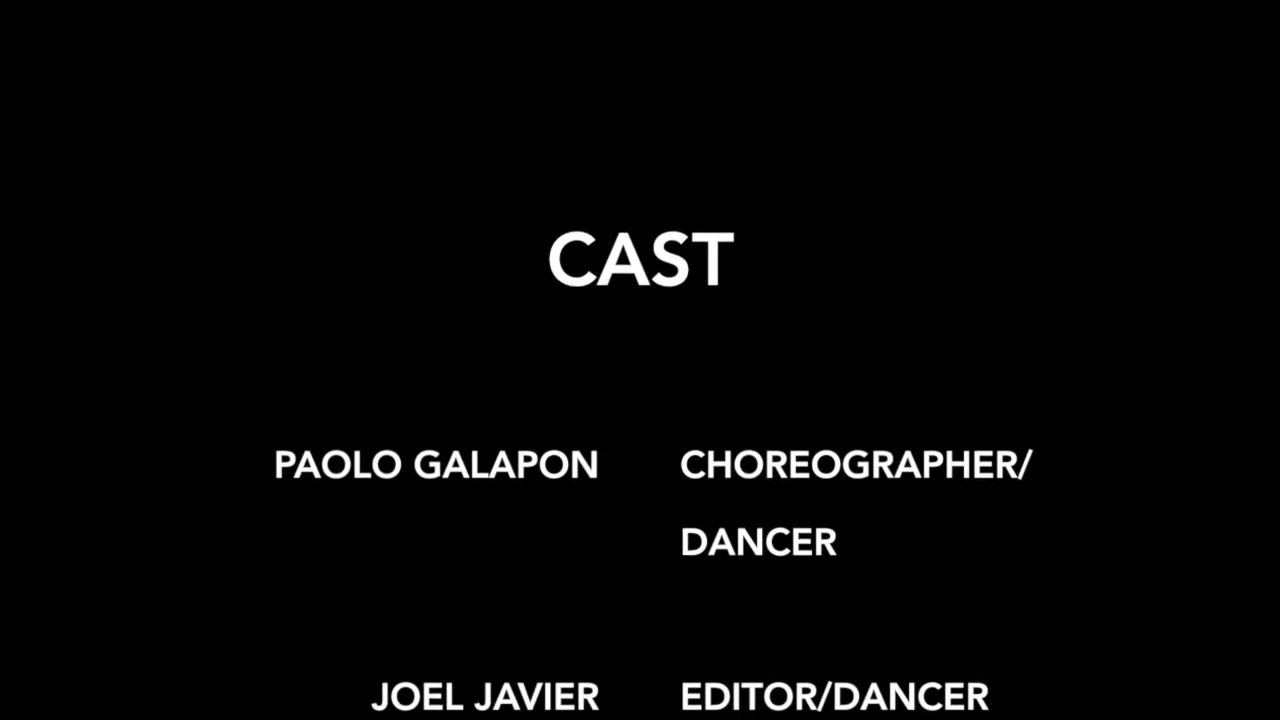 CAST
PAOLO GALAPON CHOREOGRAPHER/
DANCER
JOEL JAVIER EDITOR/DANCER